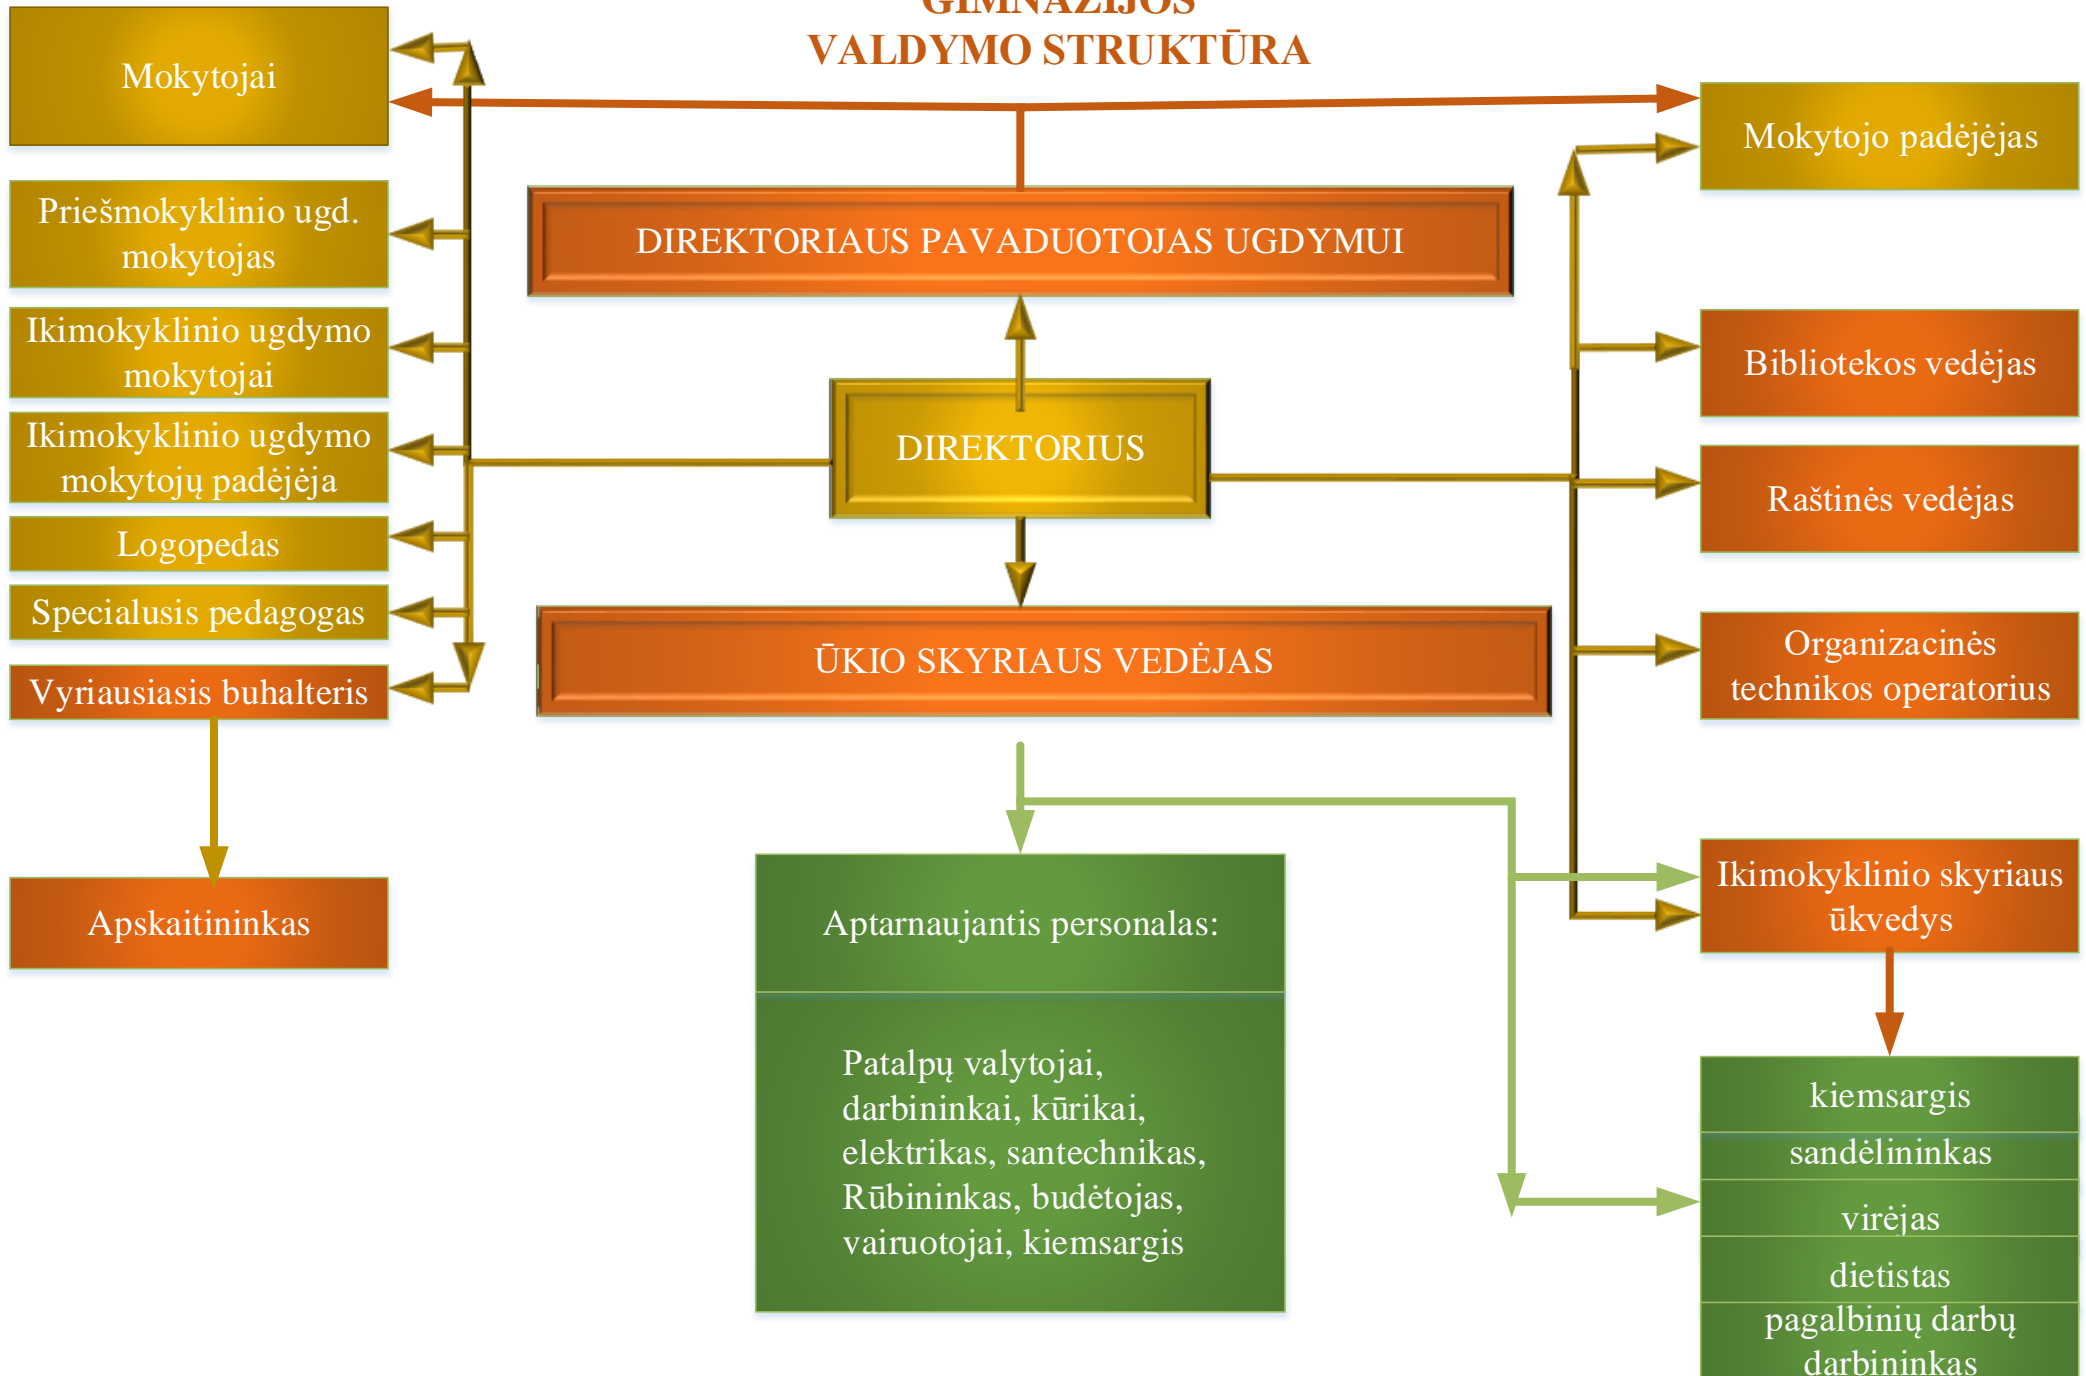 GIMNAZIJOS
VALDYMO STRUKTŪRA
Mokytojai
Mokytojo padėjėjas
Priešmokyklinio ugd.
mokytojas
DIREKTORIAUS PAVADUOTOJAS UGDYMUI
Ikimokyklinio ugdymo
mokytojai
Bibliotekos vedėjas
Ikimokyklinio ugdymo
mokytojų padėjėja
DIREKTORIUS
Raštinės vedėjas
Logopedas
Specialusis pedagogas
ŪKIO SKYRIAUS VEDĖJAS
Organizacinės
technikos operatorius
Vyriausiasis buhalteris
Apskaitininkas
Aptarnaujantis personalas:
Ikimokyklinio skyriaus
ūkvedys
Patalpų valytojai,
darbininkai, kūrikai,
elektrikas, santechnikas,
Rūbininkas, budėtojas,
vairuotojai, kiemsargis
kiemsargis
sandėlininkas
virėjas
dietistas
pagalbinių darbų
darbininkas